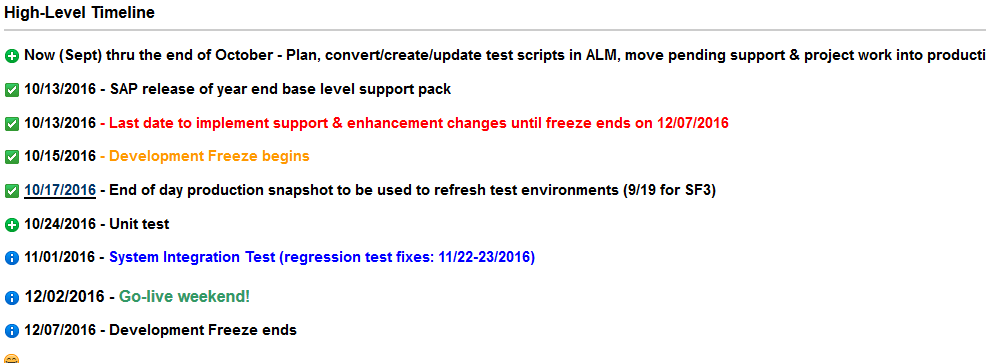 High-Level Timeline
Now (Sept) thru the end of October - Plan, convert/create/update test scripts in ALM, move pending support & project work into producti
10/13/2016 - SAP release of year end base level support pack
10/13/2016 - Last date to implement support & enhancement changes until freeze ends on 12/07/2016
10/15/2016 - Development Freeze begins
10/17/2016 - End of day production snapshot to be used to refresh test environments (9/19 for SF3)
10/24/2016 - Unit test
11/01/2016 - System Integration Test (regression test fixes: 11/22-23/2016)
12/02/2016 - Go-live weekend!
12/07/2016 - Development Freeze ends